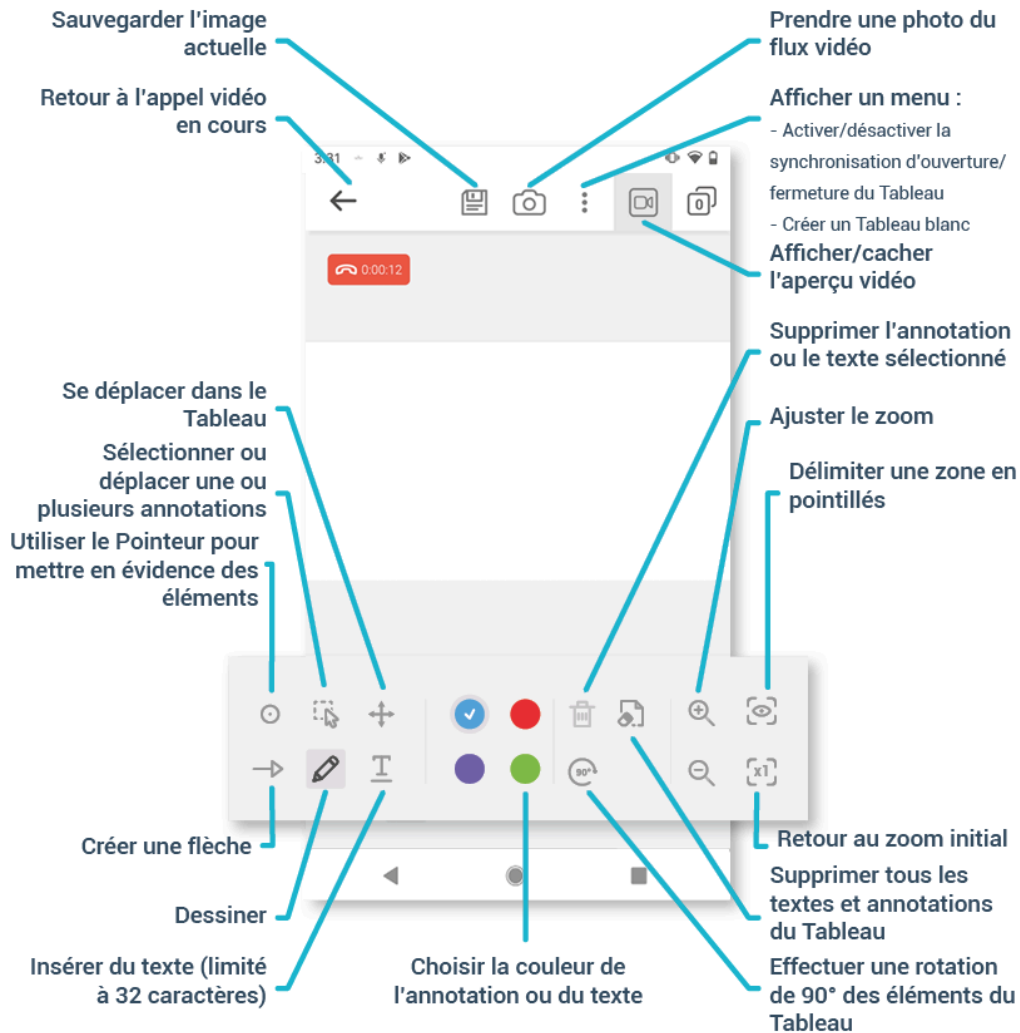 Sauvegarder l'image
actuelle
Prendre une photo du
flux vidéo
Retour à l'appel vidéo
en cours
Afficher un menu :
- Activer/désactiver la
synchronisation d'ouverture/
fermeture du Tableau
- Créer un Tableau blanc
Afficher/cacher
l'aperçu vidéo
3:31
0
0:00:12
Supprimer l'annotation
ou le texte sélectionné
Se déplacer dans le
Tableau
Ajuster le zoom
Sélectionner ou
déplacer une ou
plusieurs annotations
Délimiter une zone en
pointillés
Utiliser le Pointeur pour
mettre en évidence des
éléments
T
90°
x1
Créer une flèche
Retour au zoom initial
Dessiner
Supprimer tous les
textes et annotations
du Tableau
Insérer du texte (limité
à 32 caractères)
Choisir la couleur de
l'annotation ou du texte
Effectuer une rotation
de 90° des éléments du
Tableau